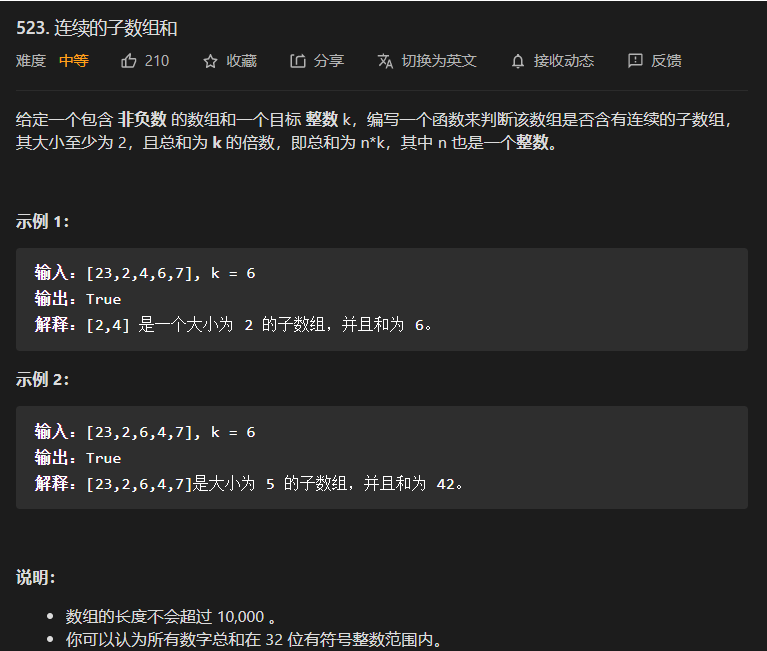 523. 连续的子数组和
难度 中等 210 收藏 分享 切换为英文 接收动态 反馈
给定一个包含 非负数 的数组和一个目标 整数 k，编写一个函数来判断该数组是否含有连续的子数组，
其大小至少为 2，且总和为 k 的倍数，即总和为 n*k，其中 n 也是一个整数。
示例 1：
输入：[23,2,4,6,7], k = 6
输出：True
解释：[2,4] 是一个大小为 2 的子数组，并且和为 6。
示例 2：
输入：[23,2,6,4,7], k = 6
输出：True
解释：[23,2,6,4,7]是大小为 5 的子数组，并且和为 42。
说明：
• 数组的长度不会超过 10,000 。
• 你可以认为所有数字总和在 32 位有符号整数范围内。